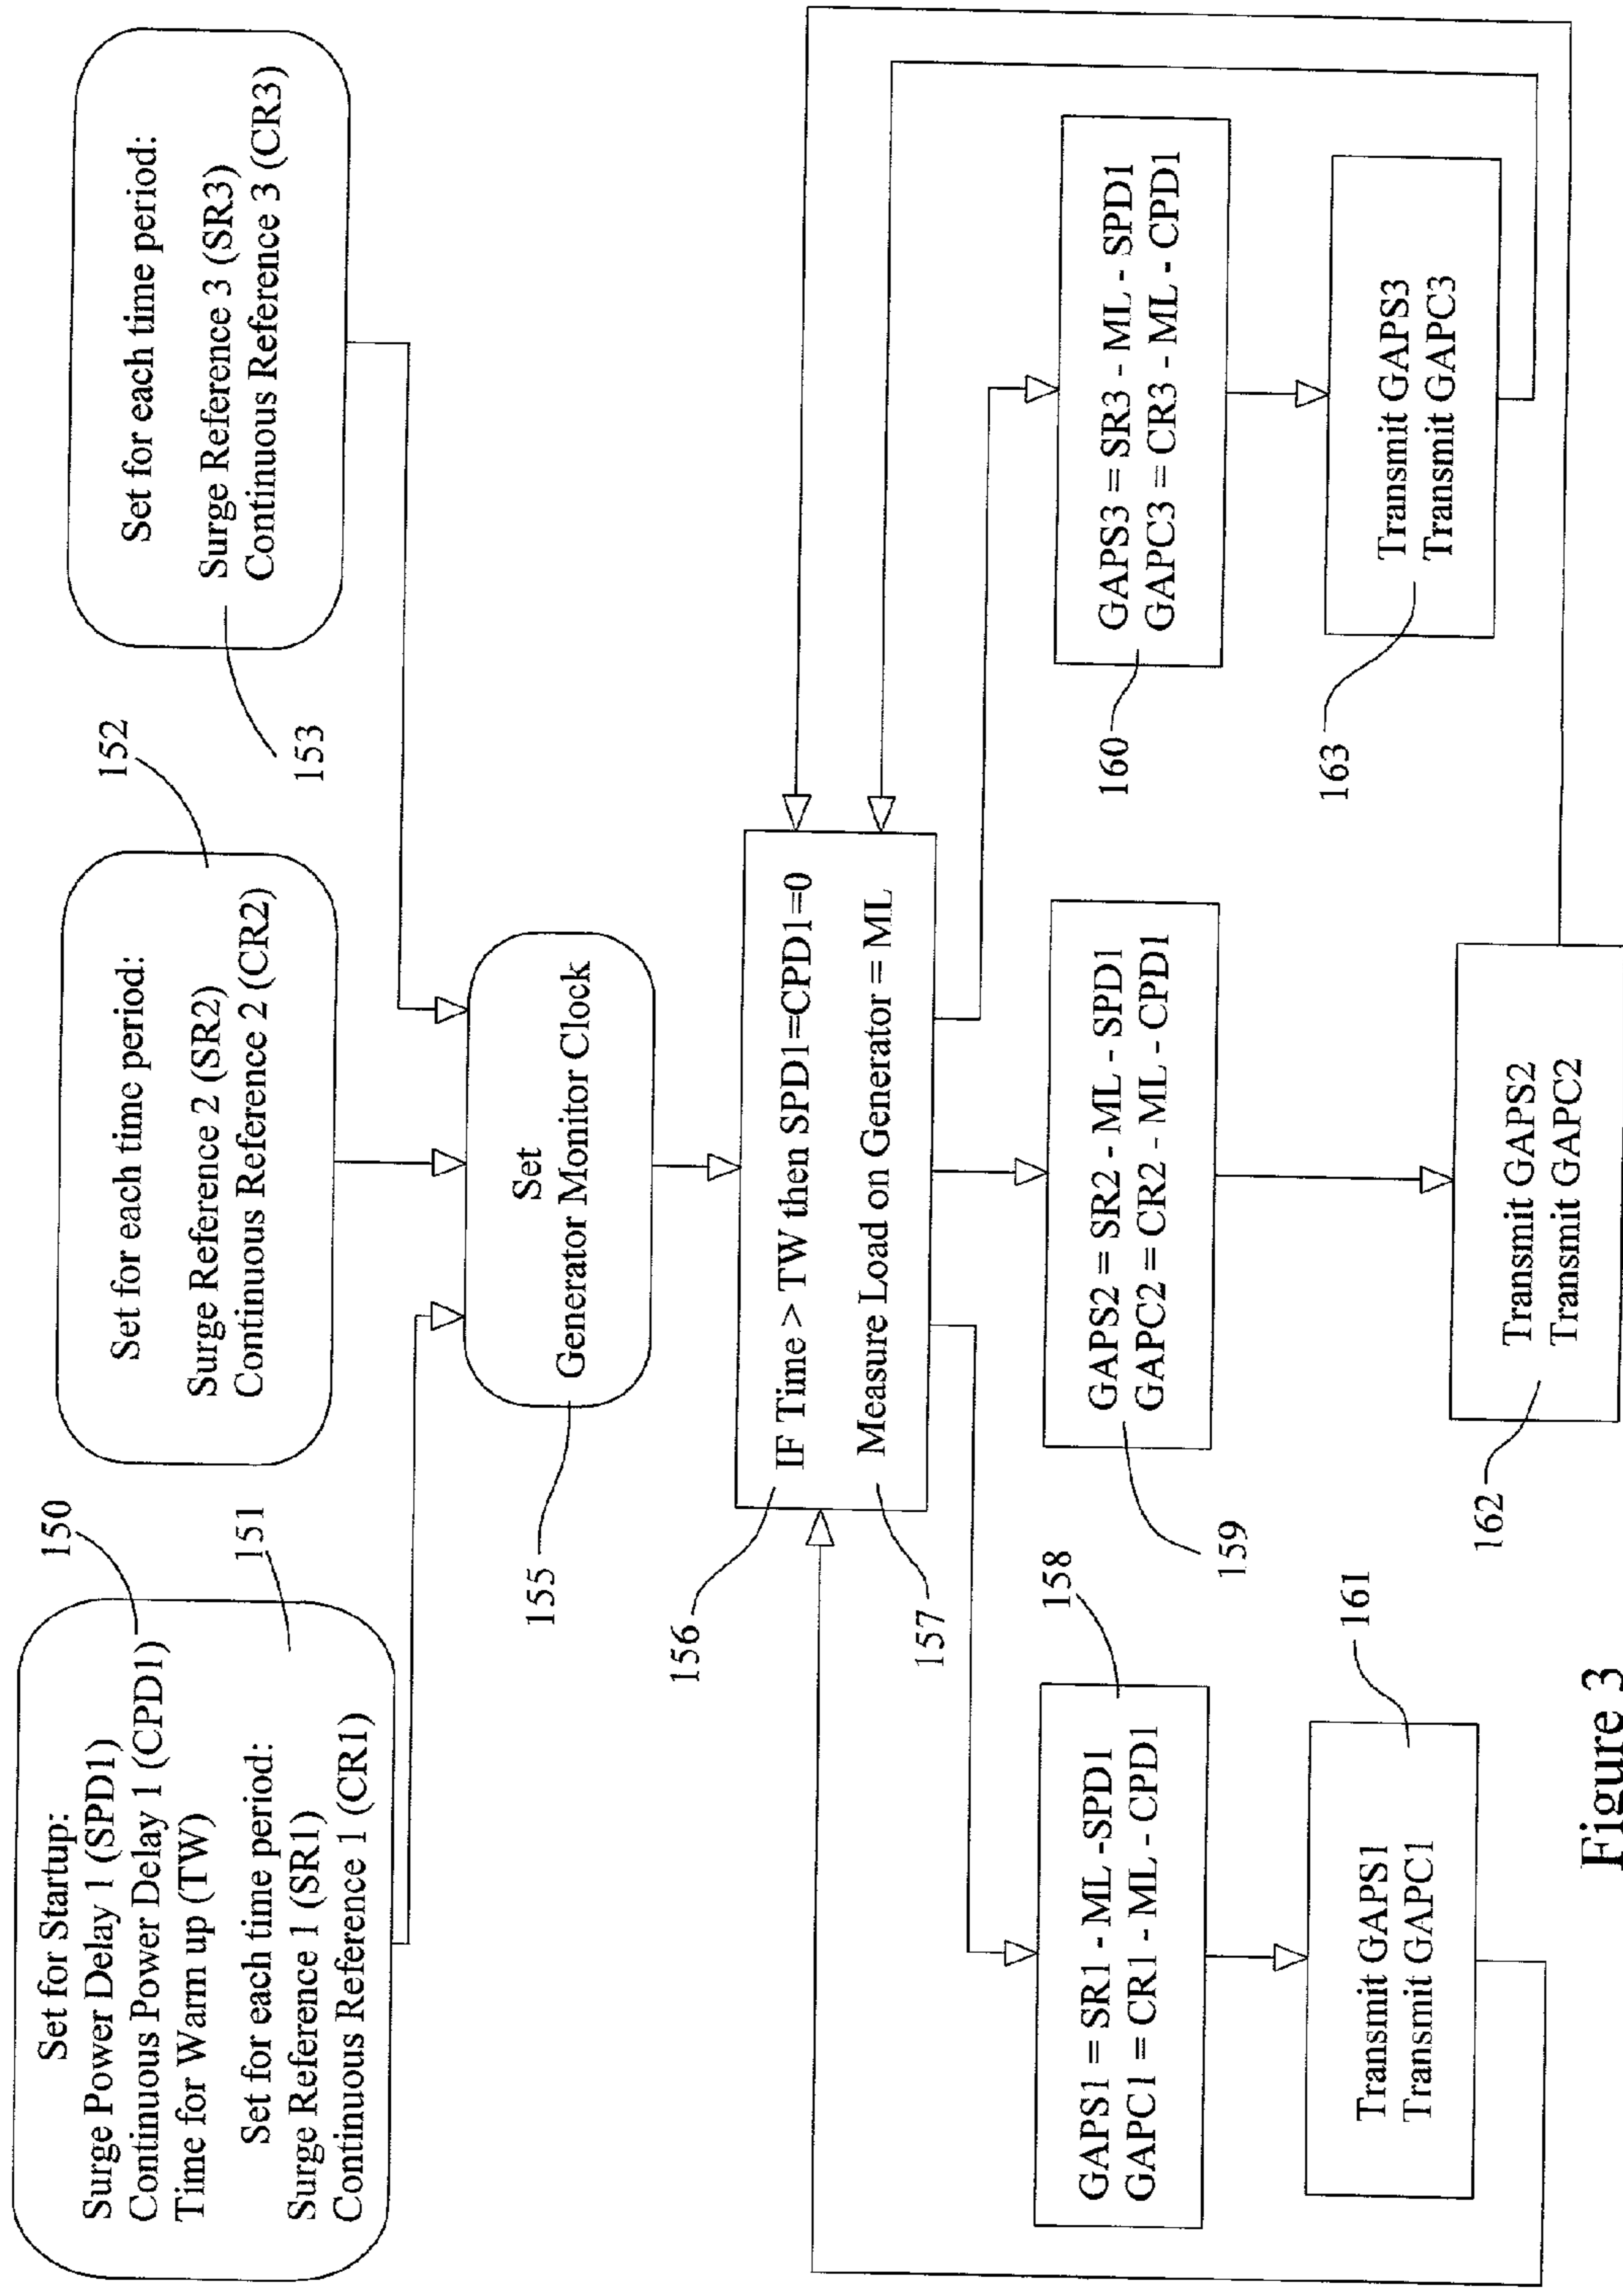 Set for Startup:
Surge Power Delay 1 (SPD1)
Continuous Power Delay 1 (CPD1)
Time for Warm up (TW)
150
Set for each time period:
Surge Reference 1 (SR1)
Continuous Reference 1 (CR1)
151
Set for each time period:
Surge Reference 2 (SR2)
Continuous Reference 2 (CR2)
152
Set for each time period:
Surge Reference 3 (SR3)
Continuous Reference 3 (CR3)
153
Set
Generator Monitor Clock
155
IF Time > TW then SPD1=CPD1=0
156
Measure Load on Generator = ML
157
GAPS1 = SR1 - ML -SPD1
GAPC1 = CR1 - ML - CPD1
158
GAPS2 = SR2 - ML - SPD1
GAPC2 = CR2 - ML - CPD1
159
GAPS3 = SR3 - ML - SPD1
GAPC3 = CR3 - ML - CPD1
160
Transmit GAPS1
Transmit GAPC1
161
Transmit GAPS2
Transmit GAPC2
162
Transmit GAPS3
Transmit GAPC3
163
Figure 3